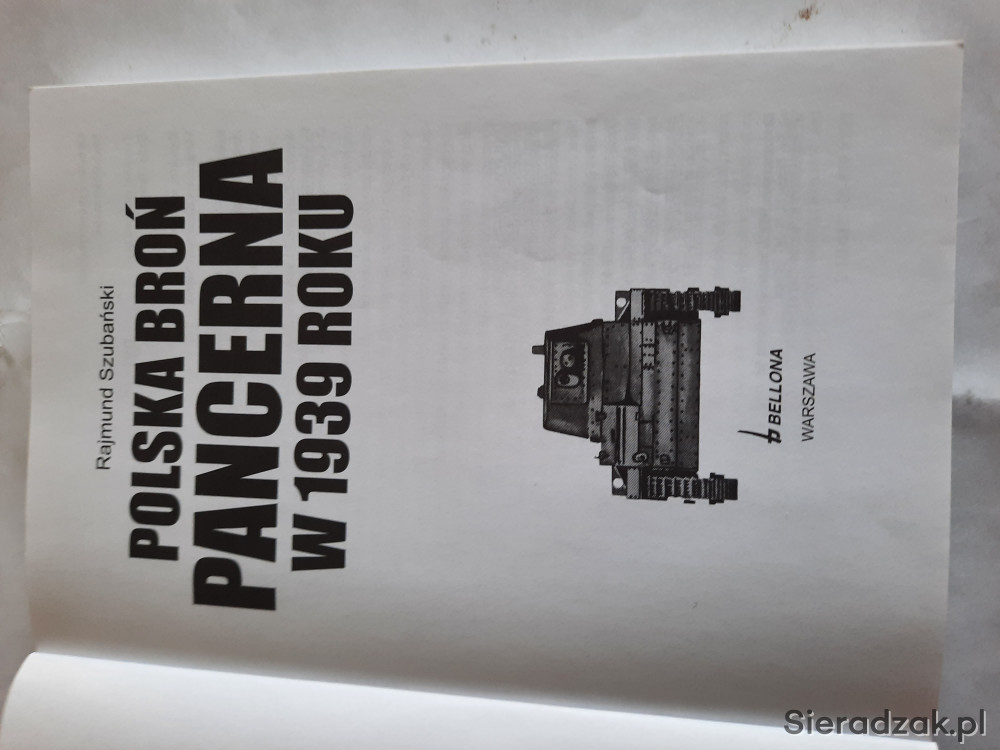 Rajmund Szubański
POLSKA BROŃ
PANCERNA
W 1939 ROKU
BELLONA
WARSZAWA
Sieradzak.pl